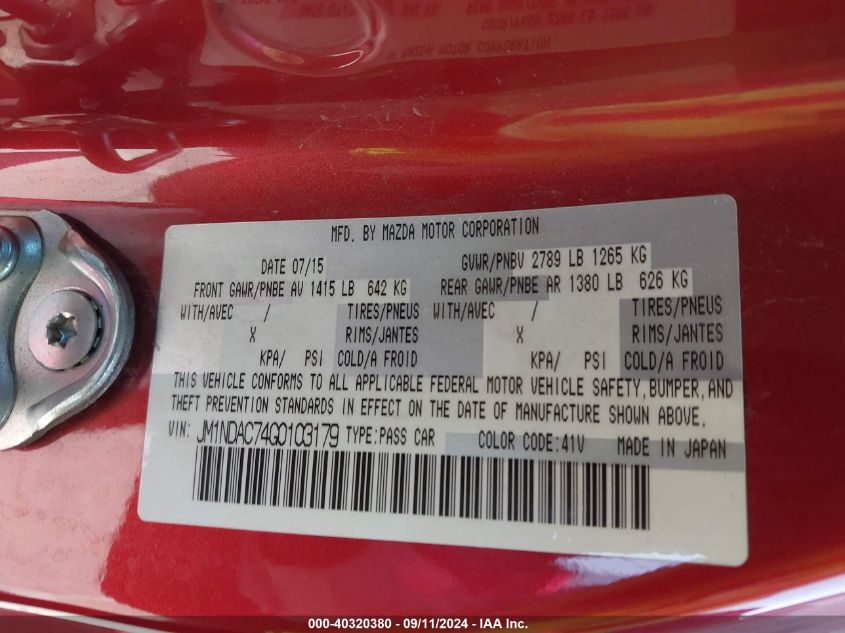 MFD. BY MAZDA MOTOR CORPORATION
DATE 07/15 GVWR/PNBV 2789 LB 1265 KG
FRONT GAWR/PNBE AV 1415 LB 642 KG REAR GAWR/PNBE AR 1380 LB 626 KG
WITH/AVEC / TIRES/PNEUS WITH/AVEC / TIRES/PNEUS
X RIMS/JANTES X RIMS/JANTES
KPA/ PSI COLD/A FROID KPA/ PSI COLD/A FROID
THIS VEHICLE CONFORMS TO ALL APPLICABLE FEDERAL MOTOR VEHICLE SAFETY, BUMPER, AND
THEFT PREVENTION STANDARDS IN EFFECT ON THE DATE OF MANUFACTURE SHOWN ABOVE.
VIN: JM1NDAC74G0103179 TYPE:PASS CAR COLOR CODE:41V MADE IN JAPAN
000-40320380 - 09/11/2024 - IAA Inc.